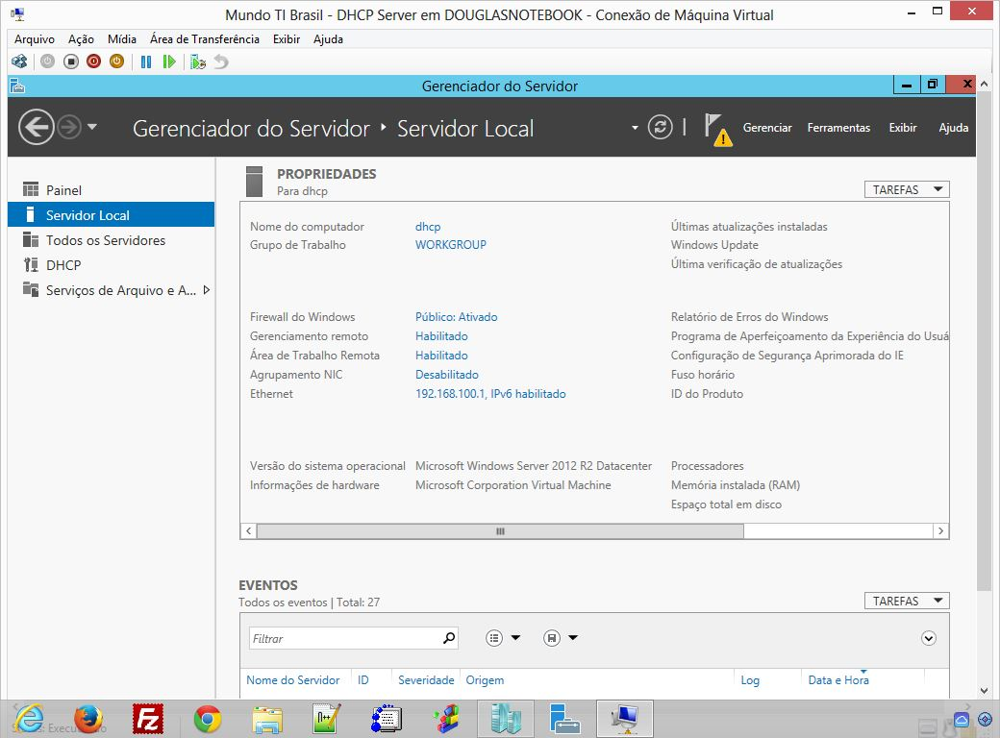 Mundo TI Brasil - DHCP Server em DOUGLASNOTEBOOK - Conexão de Máquina Virtual
Arquivo Ação Mídia Área de Transferência Exibir Ajuda
Gerenciador do Servidor
Gerenciador do Servidor ‣ Servidor Local
Gerenciar Ferramentas Exibir Ajuda
Painel
Servidor Local
Todos os Servidores
DHCP
Serviços de Arquivo e A...
PROPRIEDADES
Para dhcp
TAREFAS
Nome do computador dhcp Últimas atualizações instaladas
Grupo de Trabalho WORKGROUP Windows Update
Última verificação de atualizações
Firewall do Windows Público: Ativado Relatório de Erros do Windows
Gerenciamento remoto Habilitado Programa de Aperfeiçoamento da Experiência do Usuá
Área de Trabalho Remota Habilitado Configuração de Segurança Aprimorada do IE
Agrupamento NIC Desabilitado Fuso horário
Ethernet 192.168.100.1, IPv6 habilitado ID do Produto
Versão do sistema operacional Microsoft Windows Server 2012 R2 Datacenter Processadores
Informações de hardware Microsoft Corporation Virtual Machine Memória instalada (RAM)
Espaço total em disco
EVENTOS
Todos os eventos | Total: 27
TAREFAS
Filtrar
Nome do Servidor ID Severidade Origem Log Data e Hora